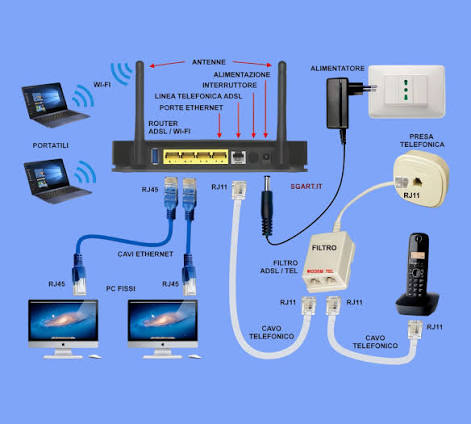 ANTENNE
WI-FI
ALIMENTAZIONE
INTERRUTTORE
LINEA TELEFONICA ADSL
PORTE ETHERNET
ALIMENTATORE
ROUTER
ADSL / WI-FI
PORTATILI
PRESA
TELEFONICA
RJ45
RJ45
RJ11
SGART.IT
RJ11
CAVI ETHERNET
FILTRO
FILTRO
ADSL / TEL
MODEM TEL
RJ45
PC FISSI
RJ45
RJ11
RJ11
RJ11
CAVO
TELEFONICO
CAVO
TELEFONICO